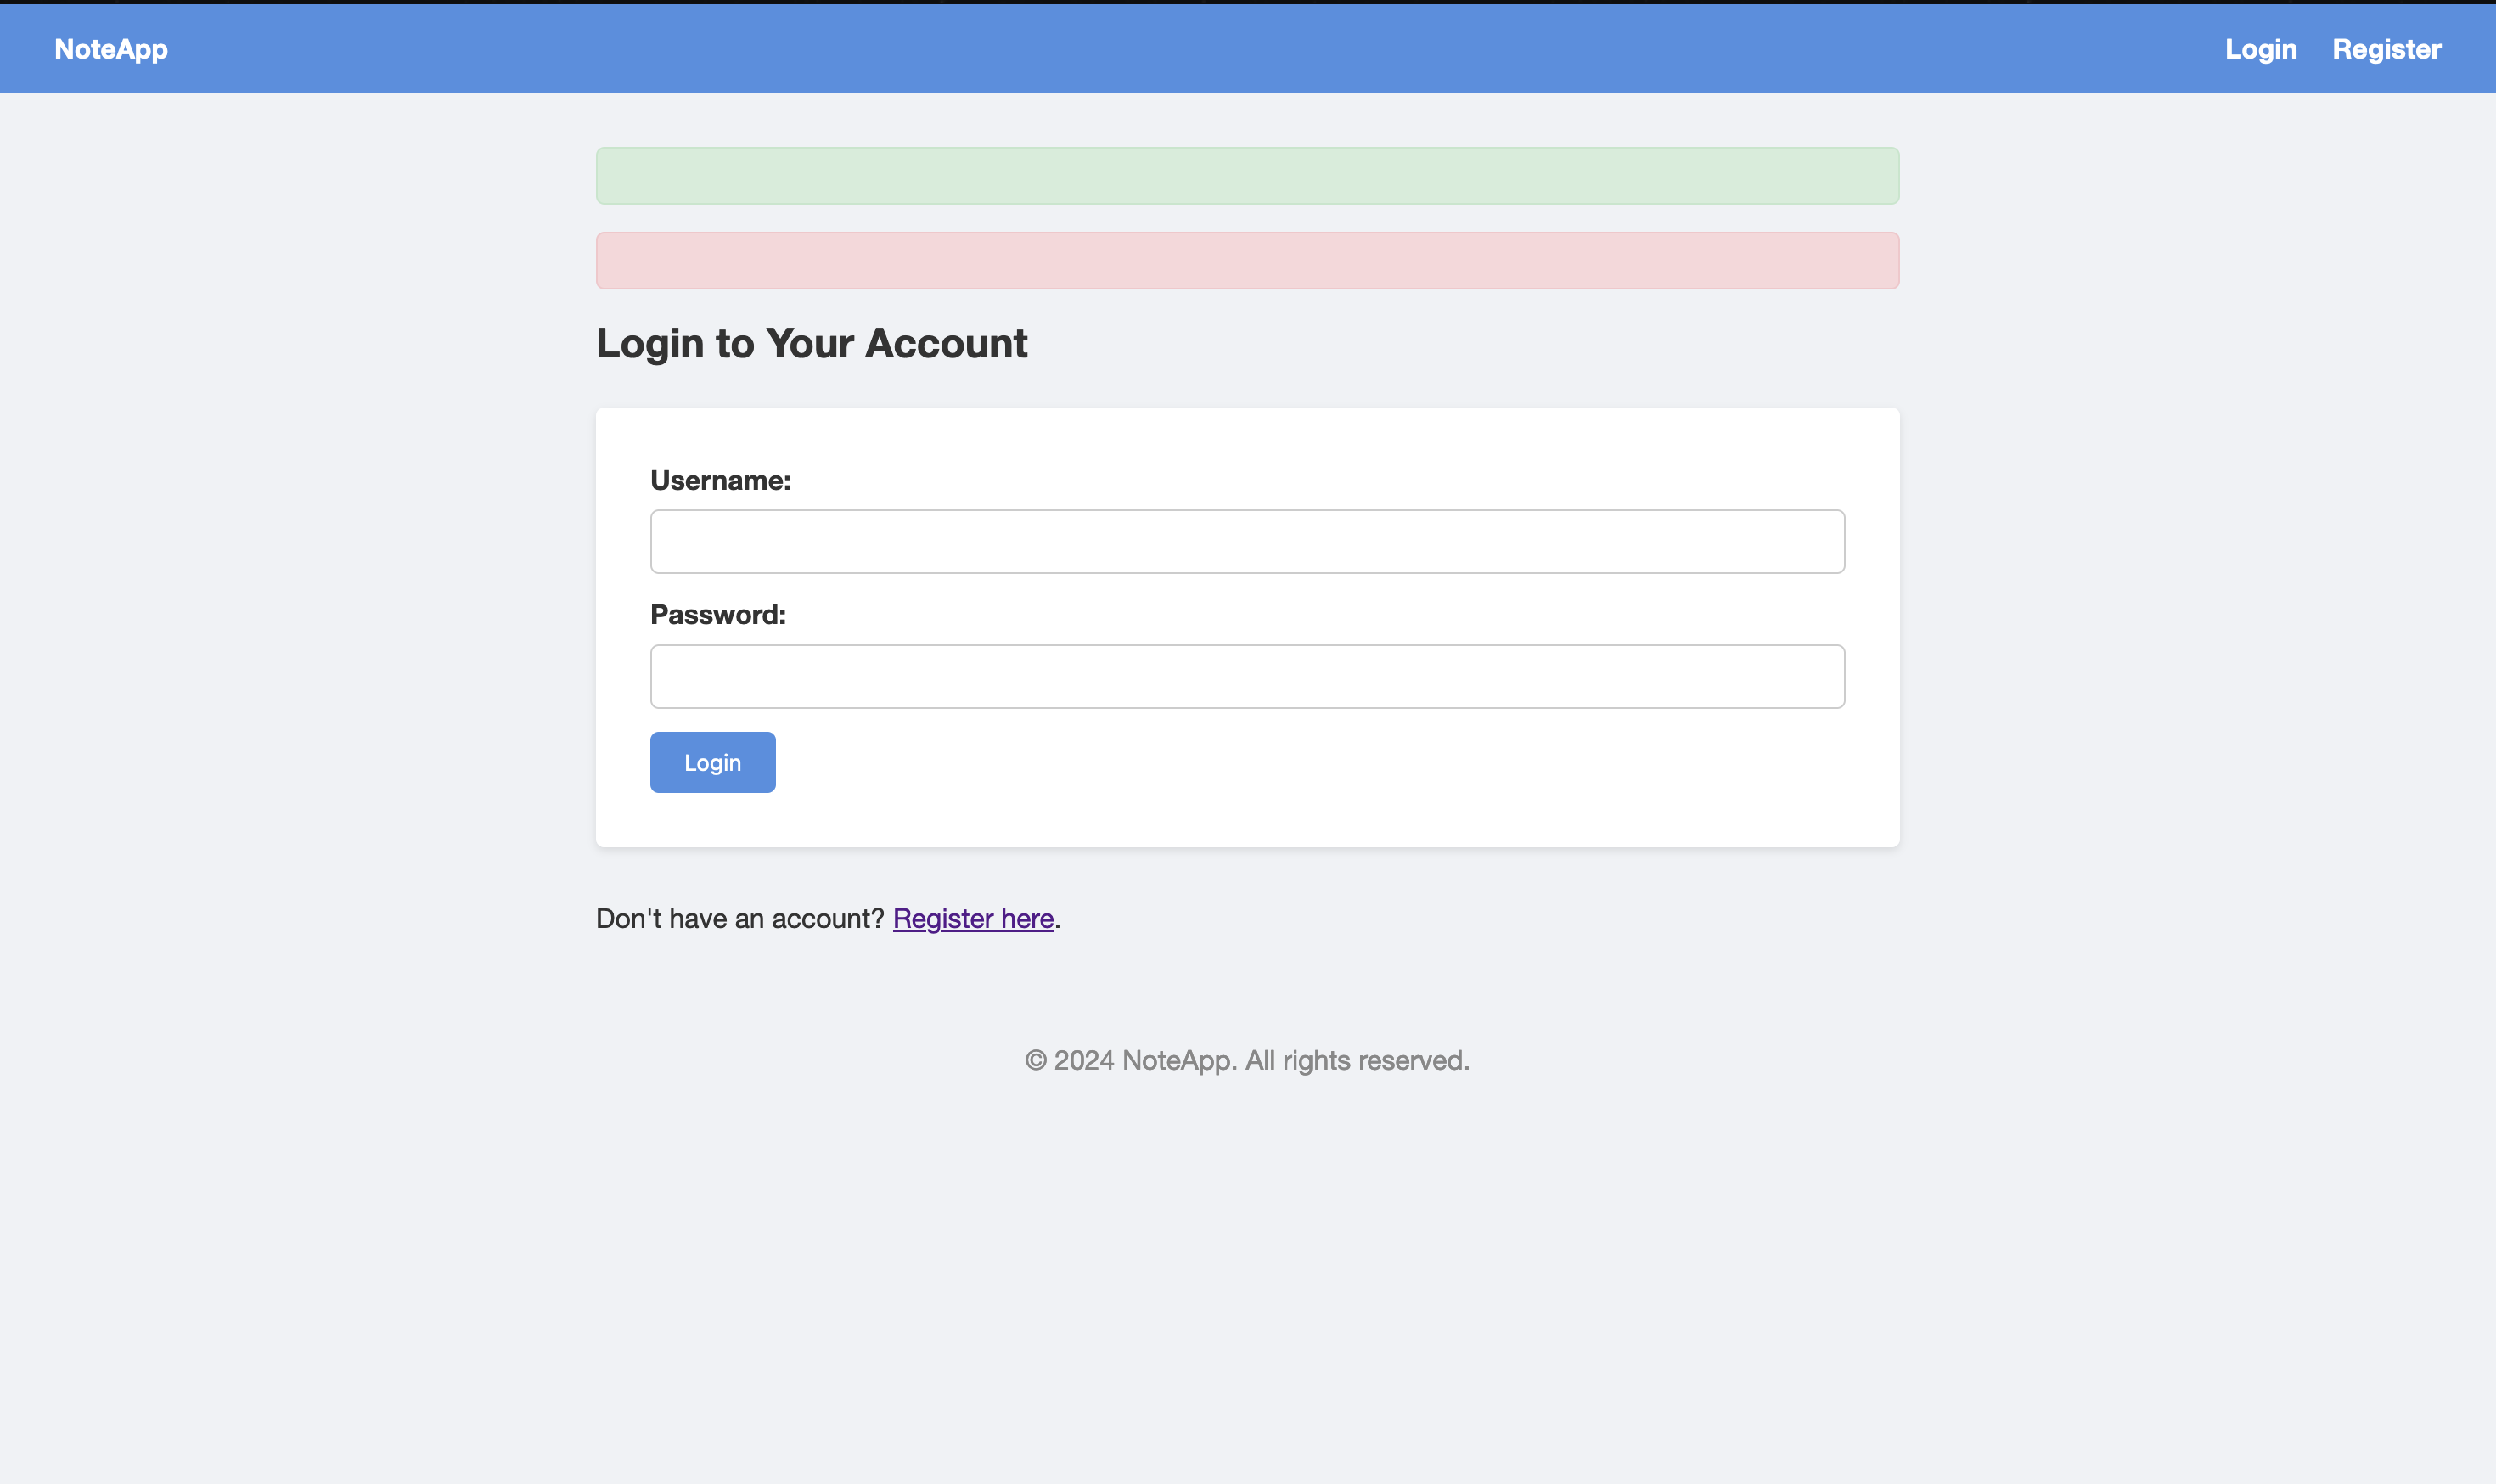 NoteApp
Login Register
Login to Your Account
Username:
Password:
Login
Don't have an account? Register here.
© 2024 NoteApp. All rights reserved.